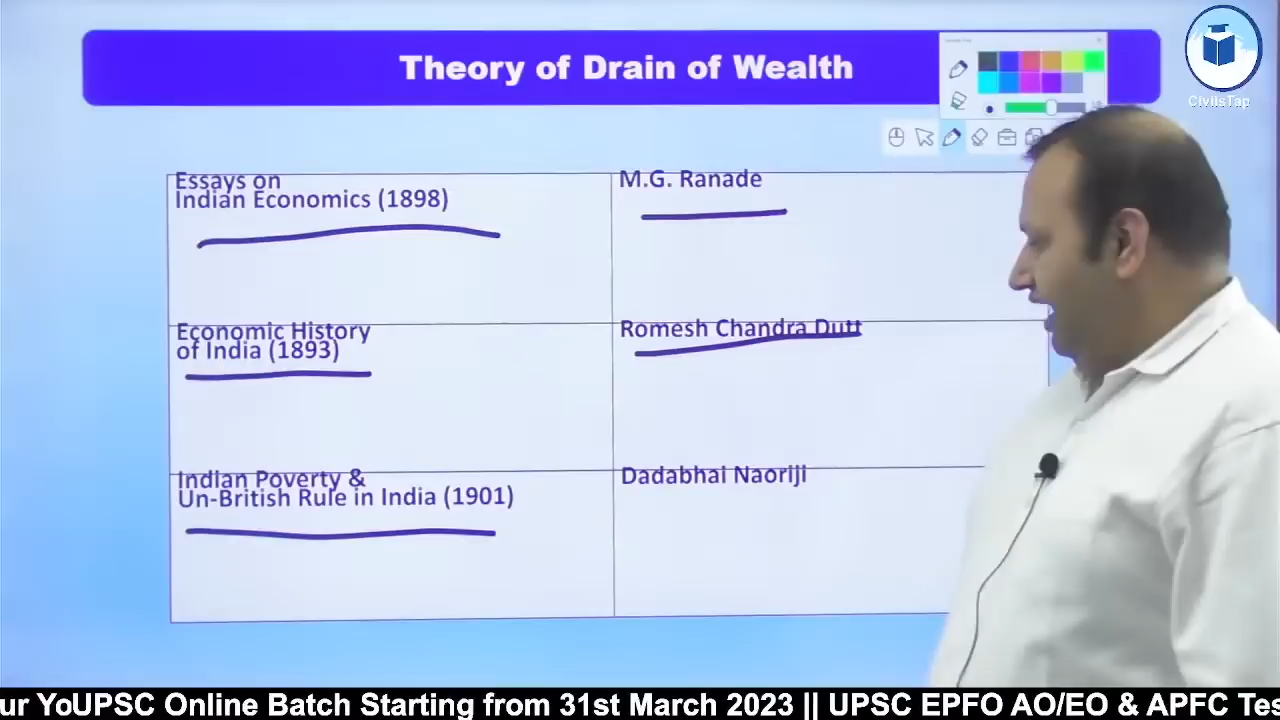 Theory of Drain of Wealth
CivilsTap
Essays on
Indian Economics (1898)
M.G. Ranade
Economic History
of India (1893)
Romesh Chandra Dutt
Indian Poverty &
Un-British Rule in India (1901)
Dadabhai Naoriji
ur YoUPSC Online Batch Starting from 31st March 2023 || UPSC EPFO AO/EO & APFC Tes